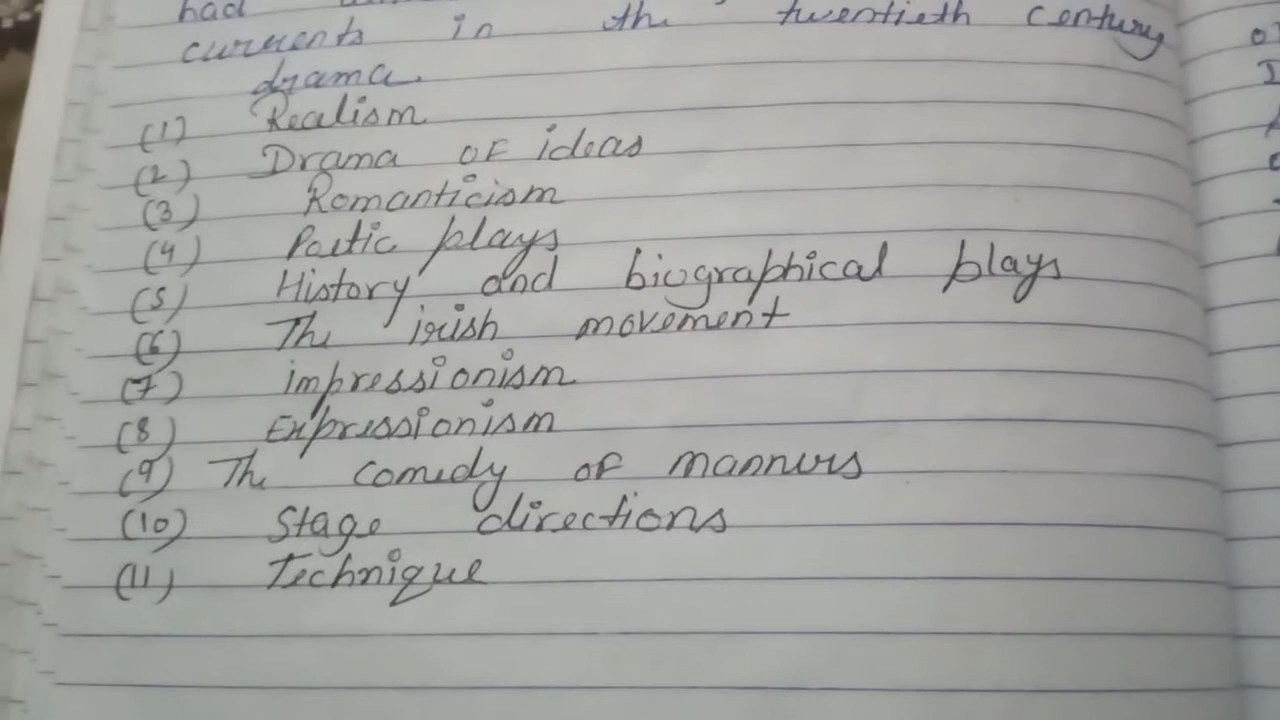 had
currents in the twentieth century
drama.
(1) Realism
(2) Drama of ideas
(3) Romanticism
(4) Poetic plays
(5) History and biographical plays
(6) The irish movement
(7) impressionism
(8) Expressionism
(9) The comedy of manners
(10) Stage directions
(11) Technique